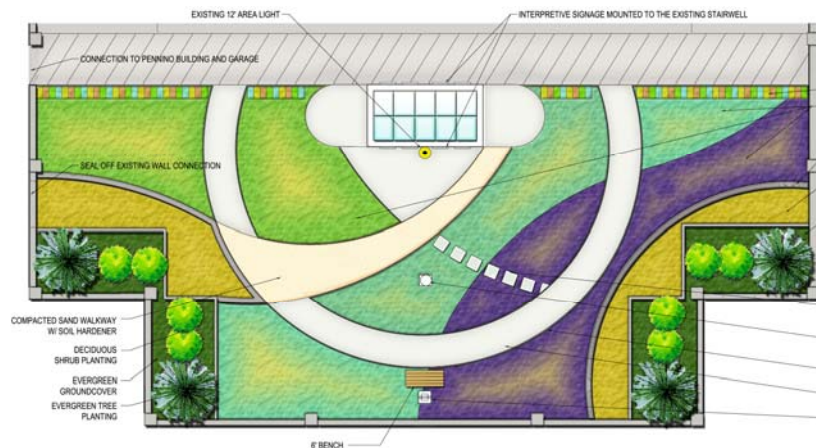 EXISTING 12' AREA LIGHT
INTERPRETIVE SIGNAGE MOUNTED TO THE EXISTING STAIRWELL
CONNECTION TO PENNINO BUILDING AND GARAGE
SEAL OFF EXISTING WALL CONNECTION
COMPACTED SAND WALKWAY
W/ SOIL HARDENER
DECIDUOUS
SHRUB PLANTING
EVERGREEN
GROUNDCOVER
EVERGREEN TREE
PLANTING
6' BENCH